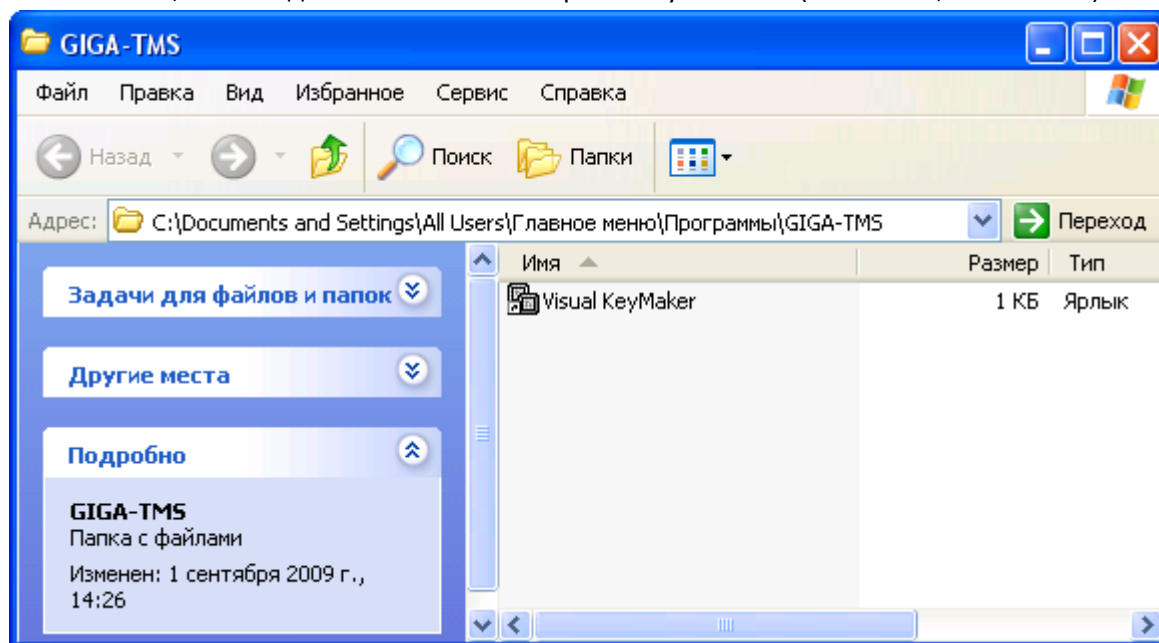 GIGA-TMS
Файл Правка Вид Избранное Сервис Справка
Назад Поиск Папки
Адрес: C:\Documents and Settings\All Users\Главное меню\Программы\GIGA-TMS Переход
Имя Размер Тип
Задачи для файлов и папок
Visual KeyMaker 1 КБ Ярлык
Другие места
Подробно
GIGA-TMS
Папка с файлами
Изменен: 1 сентября 2009 г.,
14:26